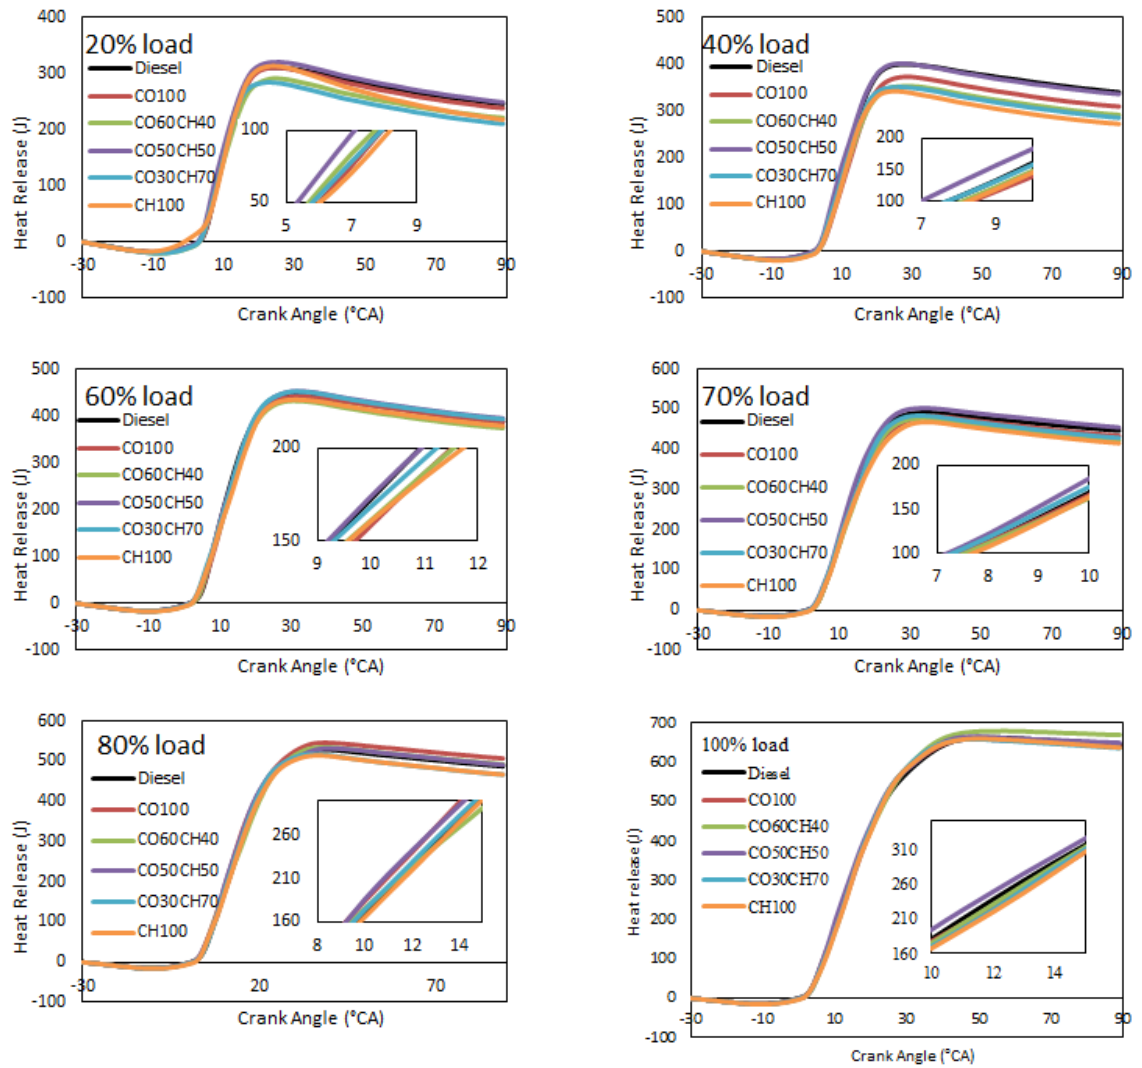 400
300
200
100
0
-100
Heat Release (J)
20% load
Diesel
CO100
CO60CH40
CO50CH50
CO30CH70
CH100
100
50
5 7 9
-30 -10 10 30 50 70 90
Crank Angle (°CA)
500
400
300
200
100
0
-100
Heat Release (J)
40% load
Diesel
CO100
CO60CH40
CO50CH50
CO30CH70
CH100
200
150
100
7 9
-30 -10 10 30 50 70 90
Crank Angle (°CA)
500
400
300
200
100
0
-100
Heat Release (J)
60% load
Diesel
CO100
CO60CH40
CO50CH50
CO30CH70
CH100
200
150
9 10 11 12
-30 -10 10 30 50 70 90
Crank Angle (°CA)
600
500
400
300
200
100
0
-100
Heat Release (J)
70% load
Diesel
CO100
CO60CH40
CO50CH50
CO30CH70
CH100
200
150
100
7 8 9 10
-30 -10 10 30 50 70 90
Crank Angle (°CA)
600
500
400
300
200
100
0
-100
Heat Release (J)
80% load
Diesel
CO100
CO60CH40
CO50CH50
CO30CH70
CH100
260
210
160
8 10 12 14
-30 20 70
Crank Angle (°CA)
700
600
500
400
300
200
100
0
-100
Heat release (J)
100% load
Diesel
CO100
CO60CH40
CO50CH50
CO30CH70
CH100
310
260
210
160
10 12 14
-30 -10 10 30 50 70 90
Crank Angle (°CA)